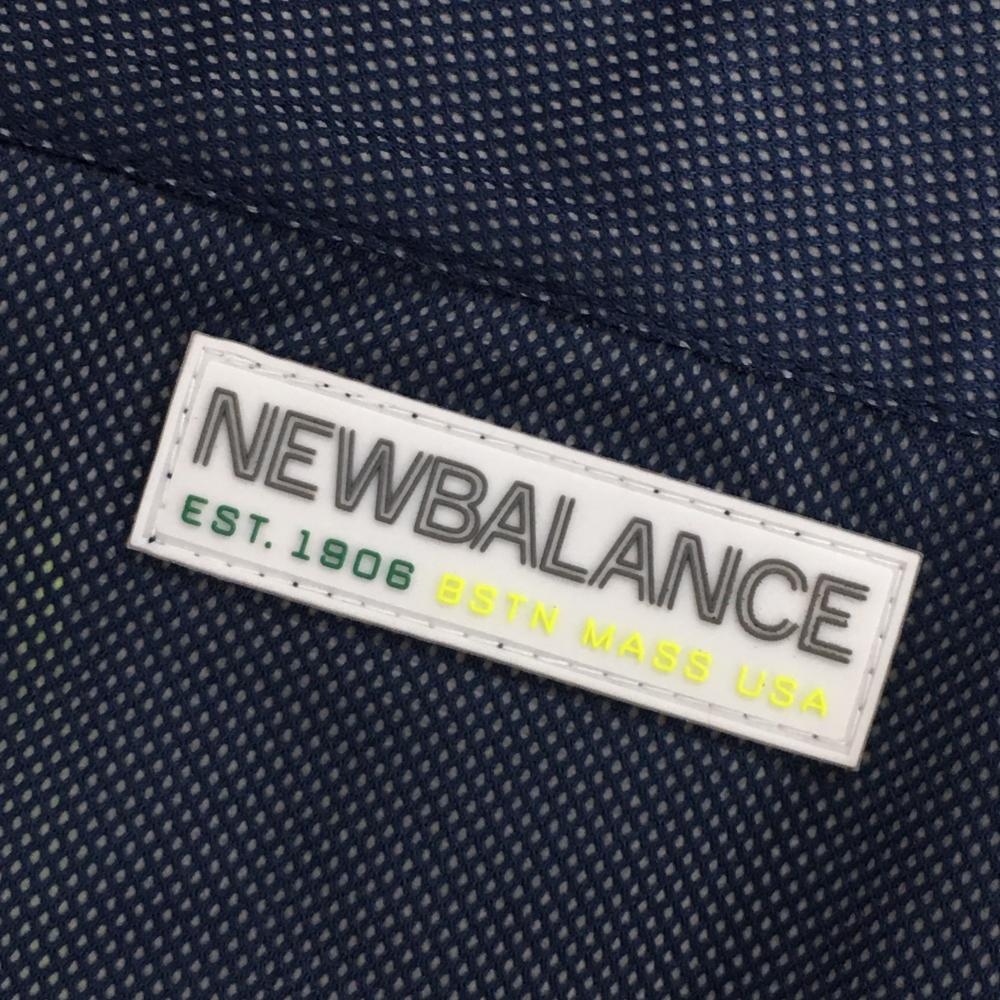 NEWBALANCE
EST. 1906 BSTN MASS USA